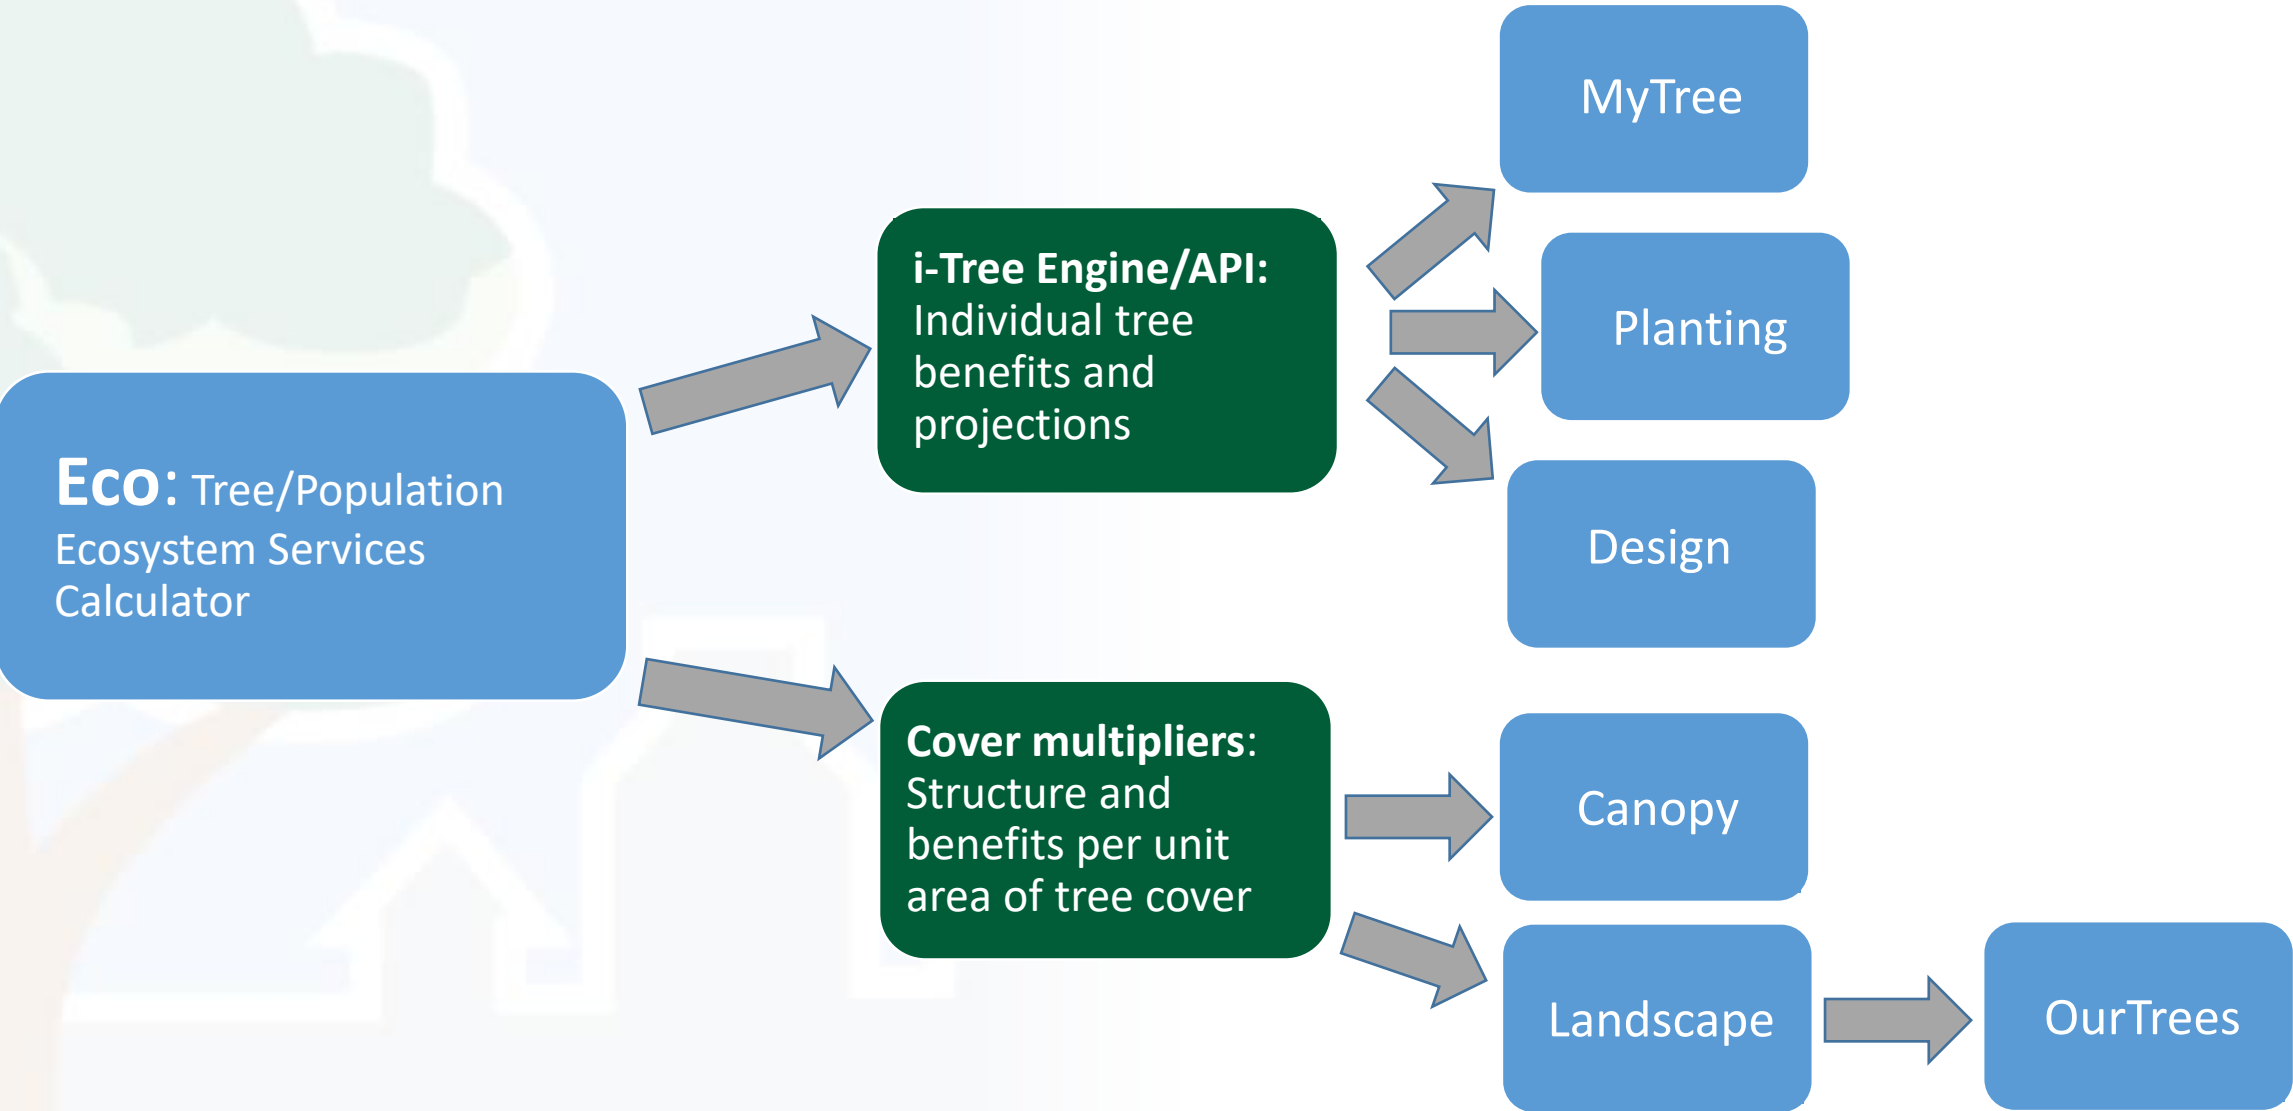 MyTree
i-Tree Engine/API:
Individual tree
benefits and
projections
Planting
Eco: Tree/Population
Ecosystem Services
Calculator
Design
Cover multipliers:
Structure and
benefits per unit
area of tree cover
Canopy
Landscape
OurTrees